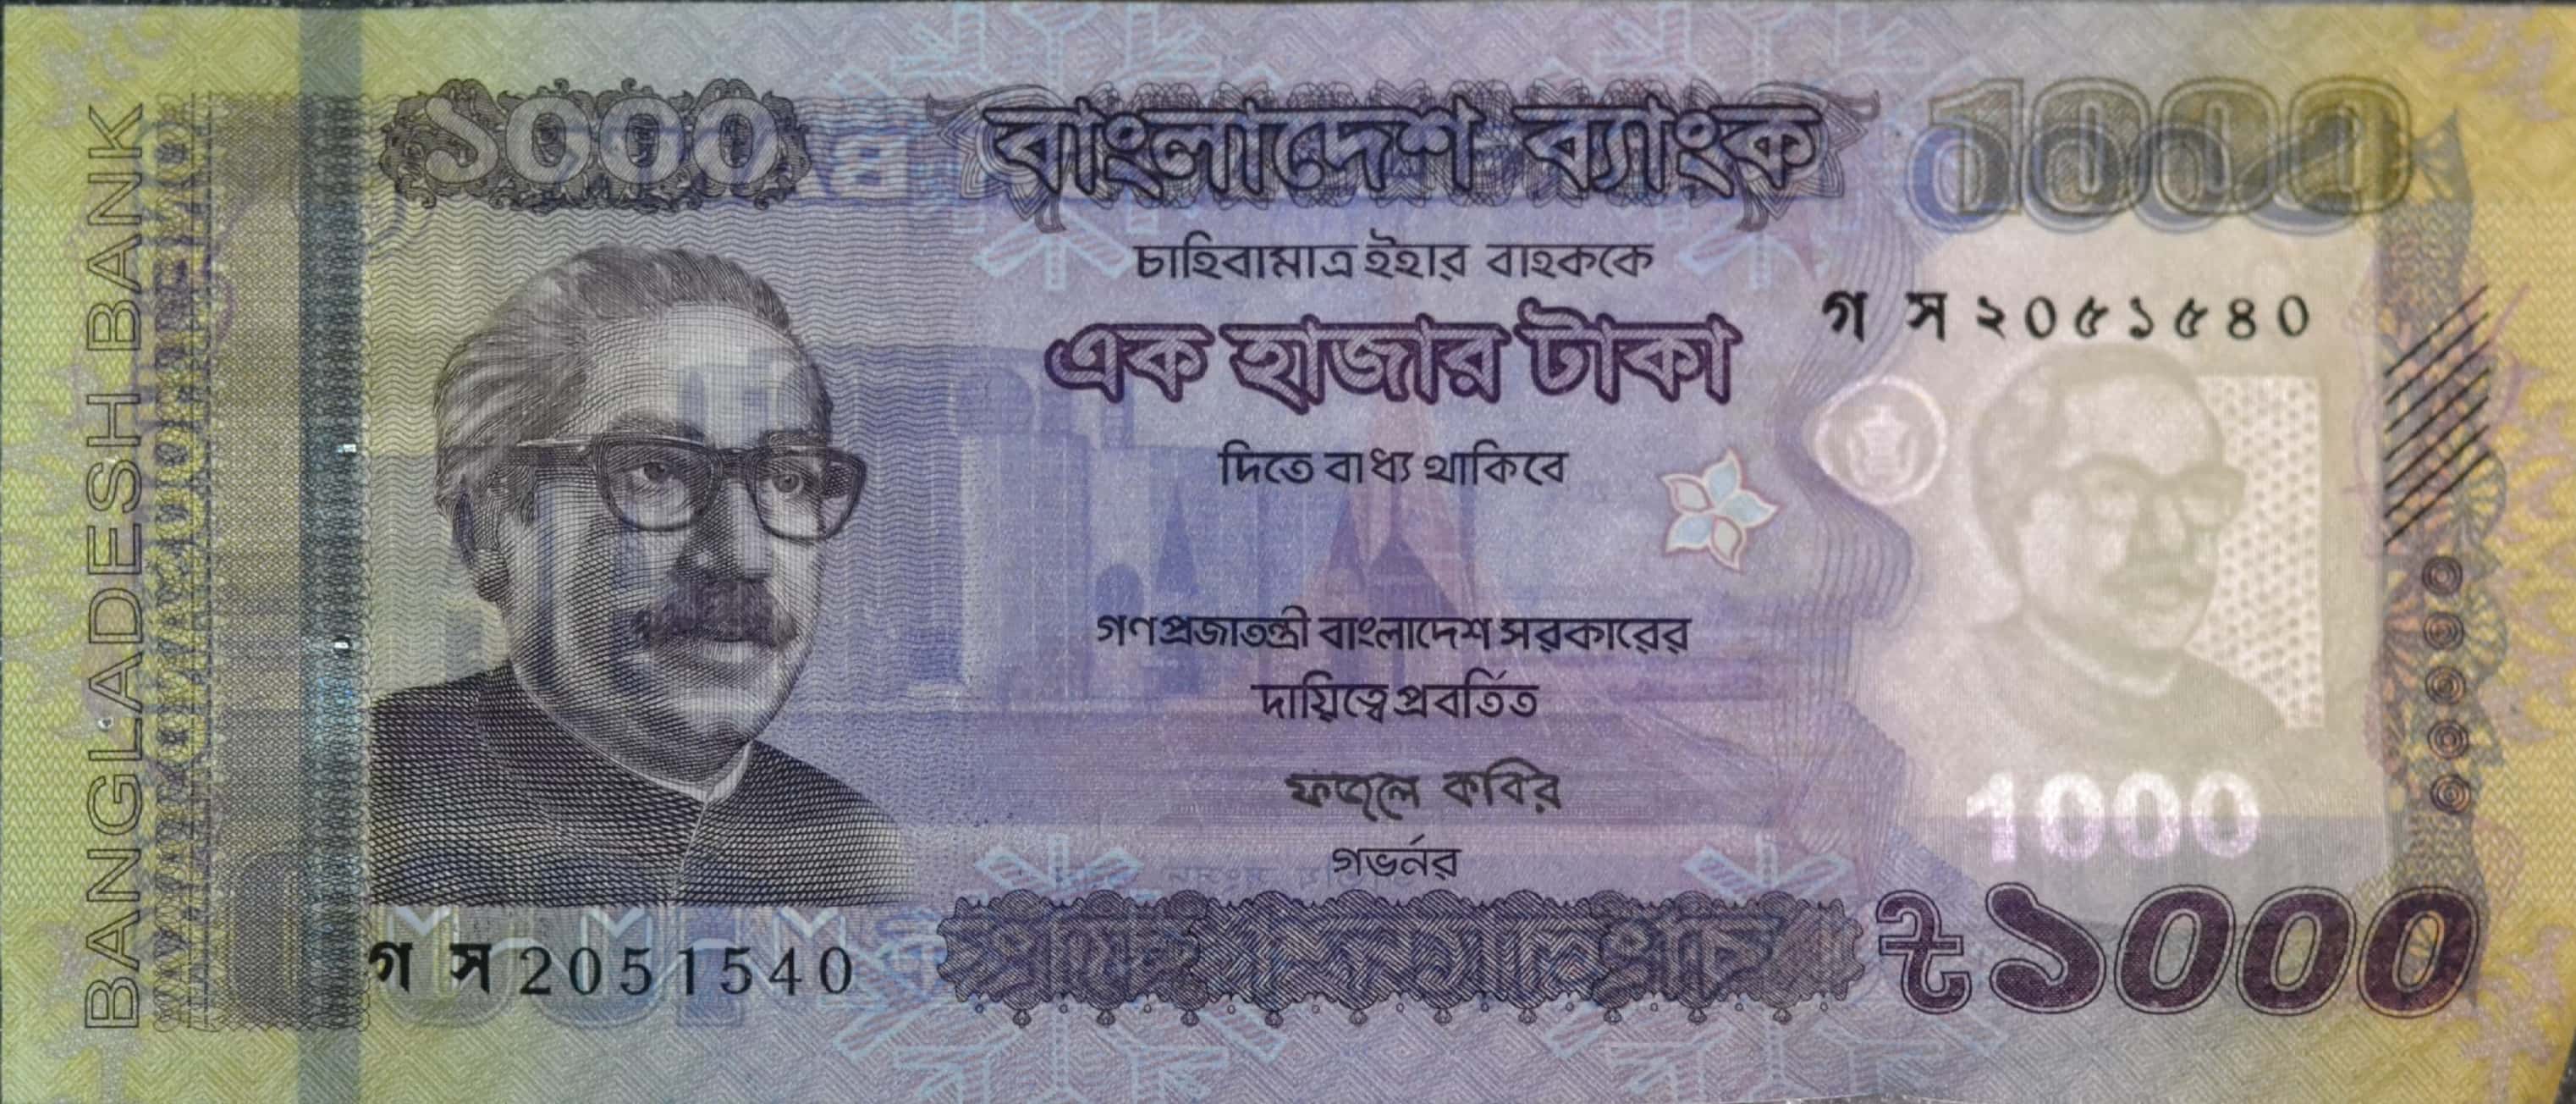 BANGLADESH BANK
১০০০
বাংলাদেশ ব্যাংক
1000
চাহিবামাত্র ইহার বাহককে
গ স ২০৫১৫৪০
এক হাজার টাকা
দিতে বাধ্য থাকিবে
গণপ্রজাতন্ত্রী বাংলাদেশ সরকারের
দায়িত্বে প্রবর্তিত
ফজলে কবির
1000
গভর্নর
গ স 2051540
৳১০০০